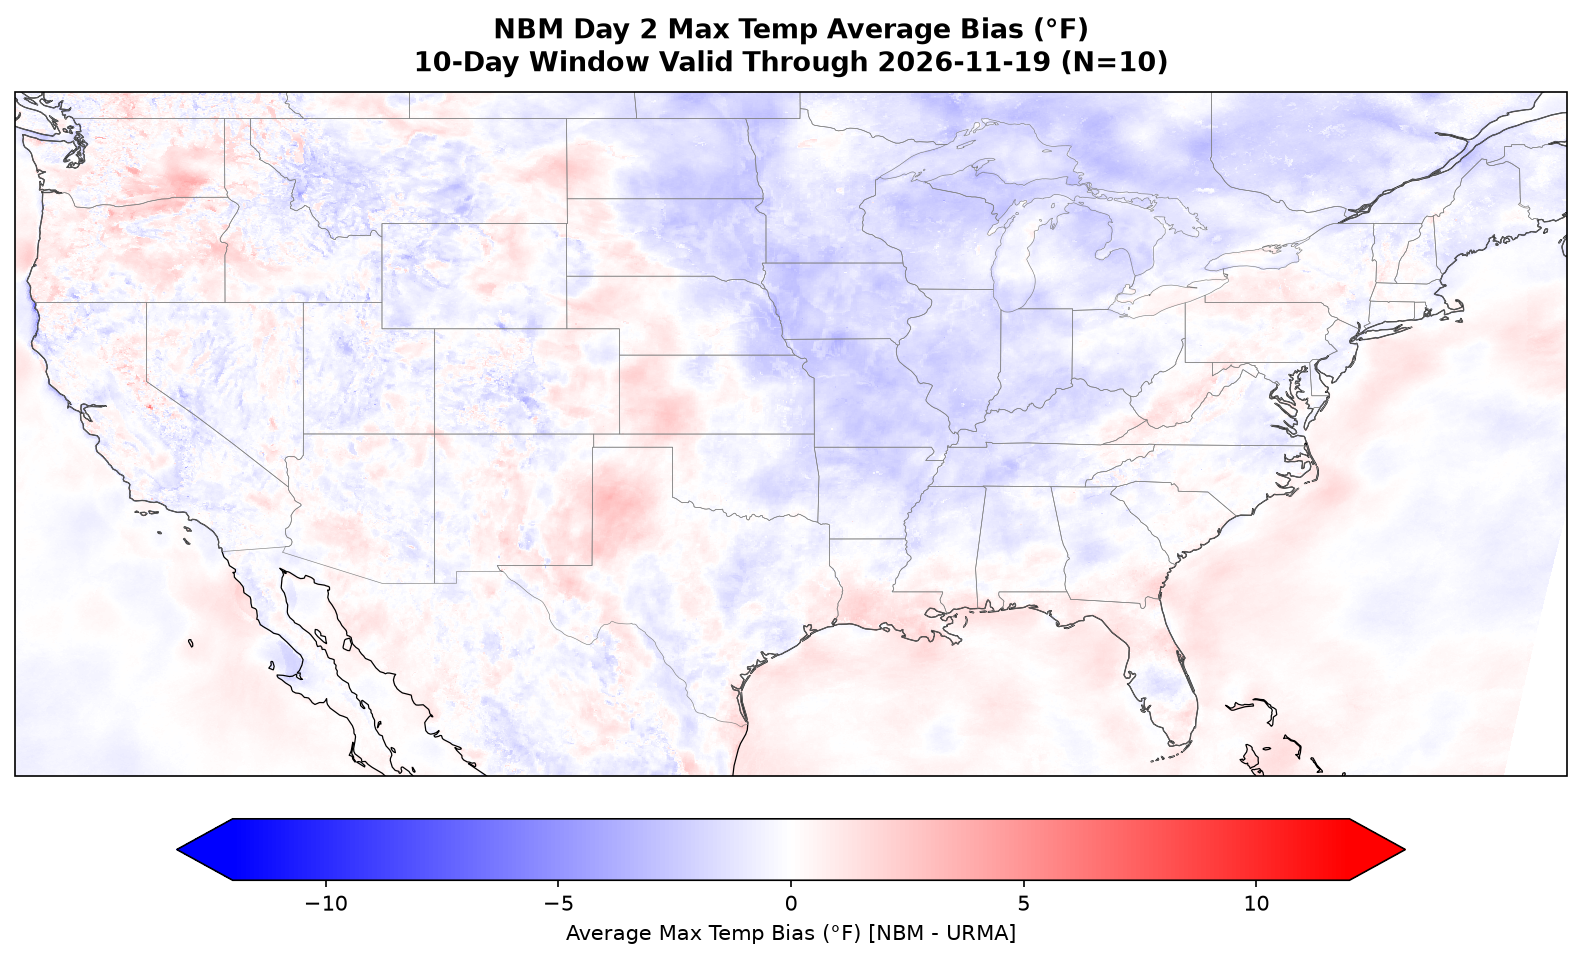 NBM Day 2 Max Temp Average Bias (°F)
10-Day Window Valid Through 2026-11-19 (N=10)
−10 −5 0 5 10
Average Max Temp Bias (°F) [NBM - URMA]